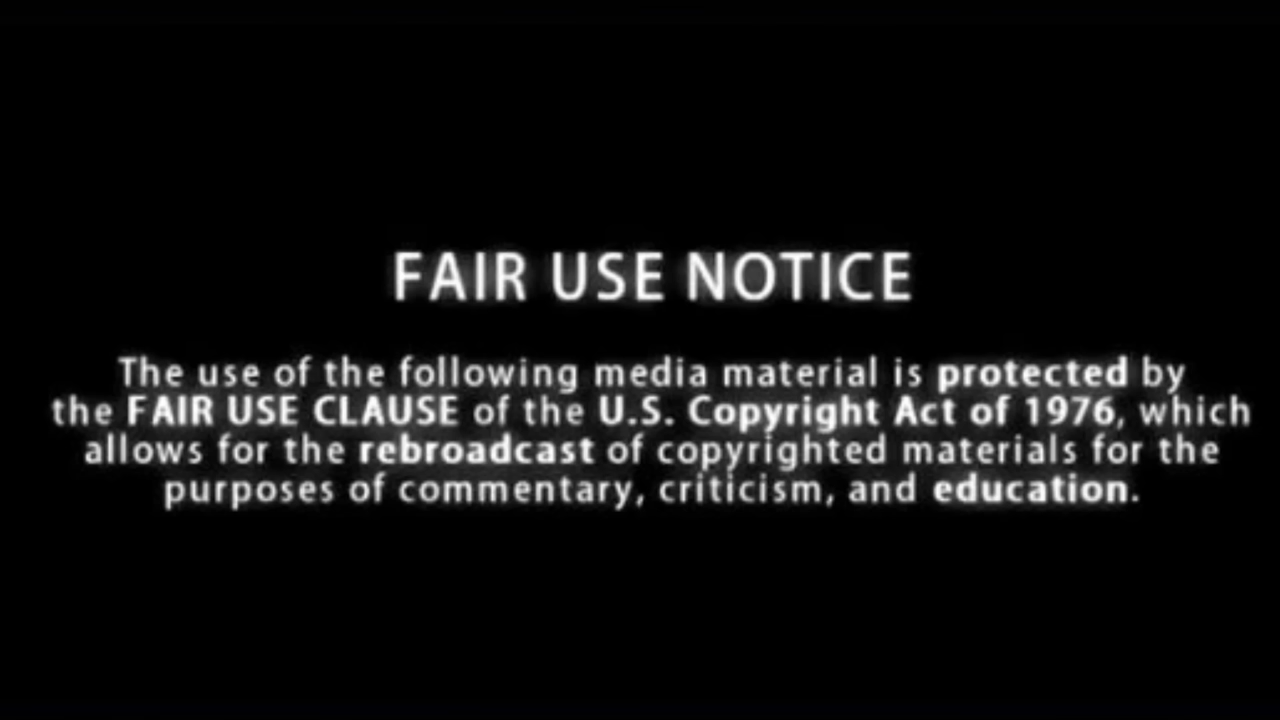 FAIR USE NOTICE
The use of the following media material is protected by
the FAIR USE CLAUSE of the U.S. Copyright Act of 1976, which
allows for the rebroadcast of copyrighted materials for the
purposes of commentary, criticism, and education.